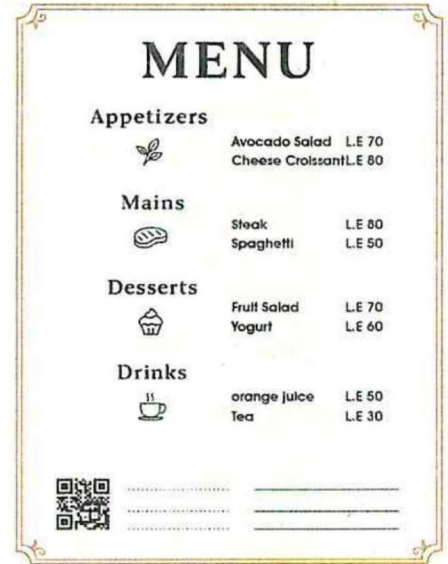 MENU
Appetizers
Avocado Salad L.E 70
Cheese Croissant L.E 80
Mains
Steak L.E 80
Spaghetti L.E 50
Desserts
Fruit Salad L.E 70
Yogurt L.E 60
Drinks
orange juice L.E 50
Tea L.E 30